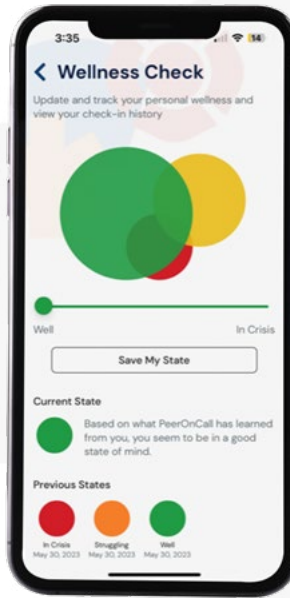 3:35
14
Wellness Check
Update and track your personal wellness and
view your check-in history
Well
In Crisis
Save My State
Current State
Based on what PeerOnCall has learned
from you, you seem to be in a good
state of mind.
Previous States
In Crisis
Struggling
Well
May 30, 2023
May 30, 2023
May 30, 2023